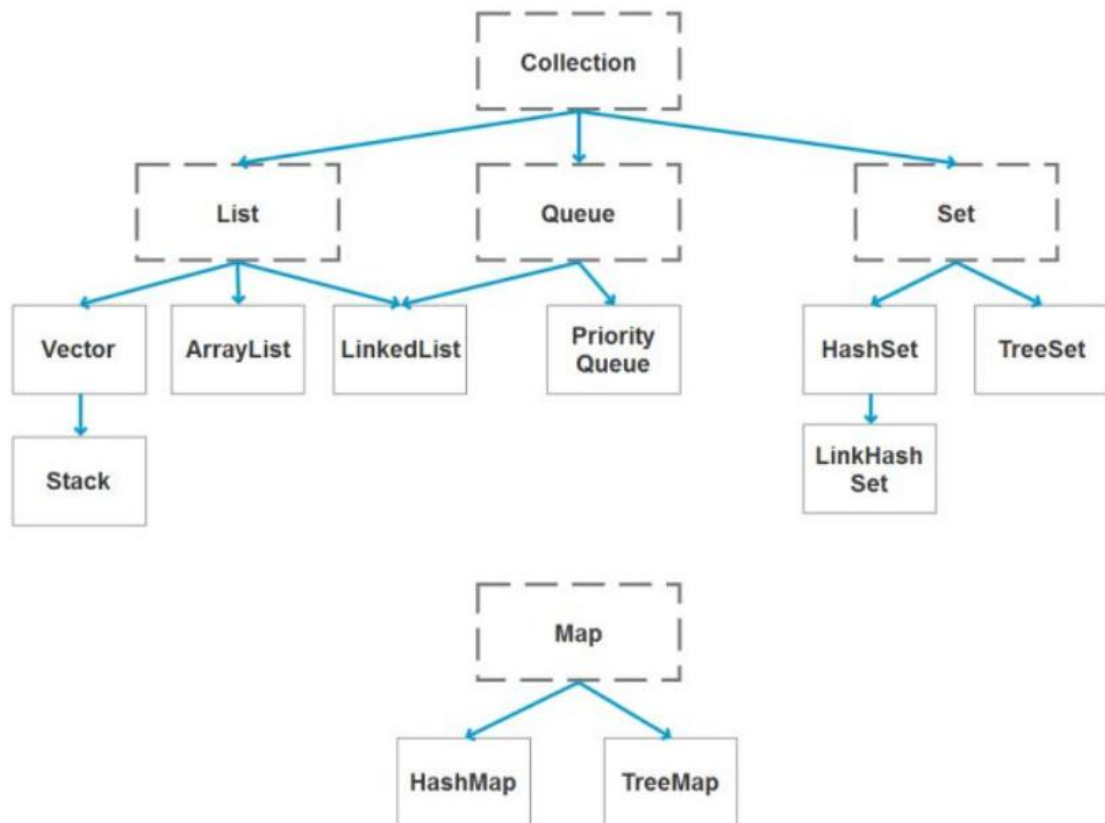 Collection
List
Queue
Set
Vector
ArrayList
LinkedList
Priority
Queue
HashSet
TreeSet
Stack
LinkHash
Set
Map
HashMap
TreeMap